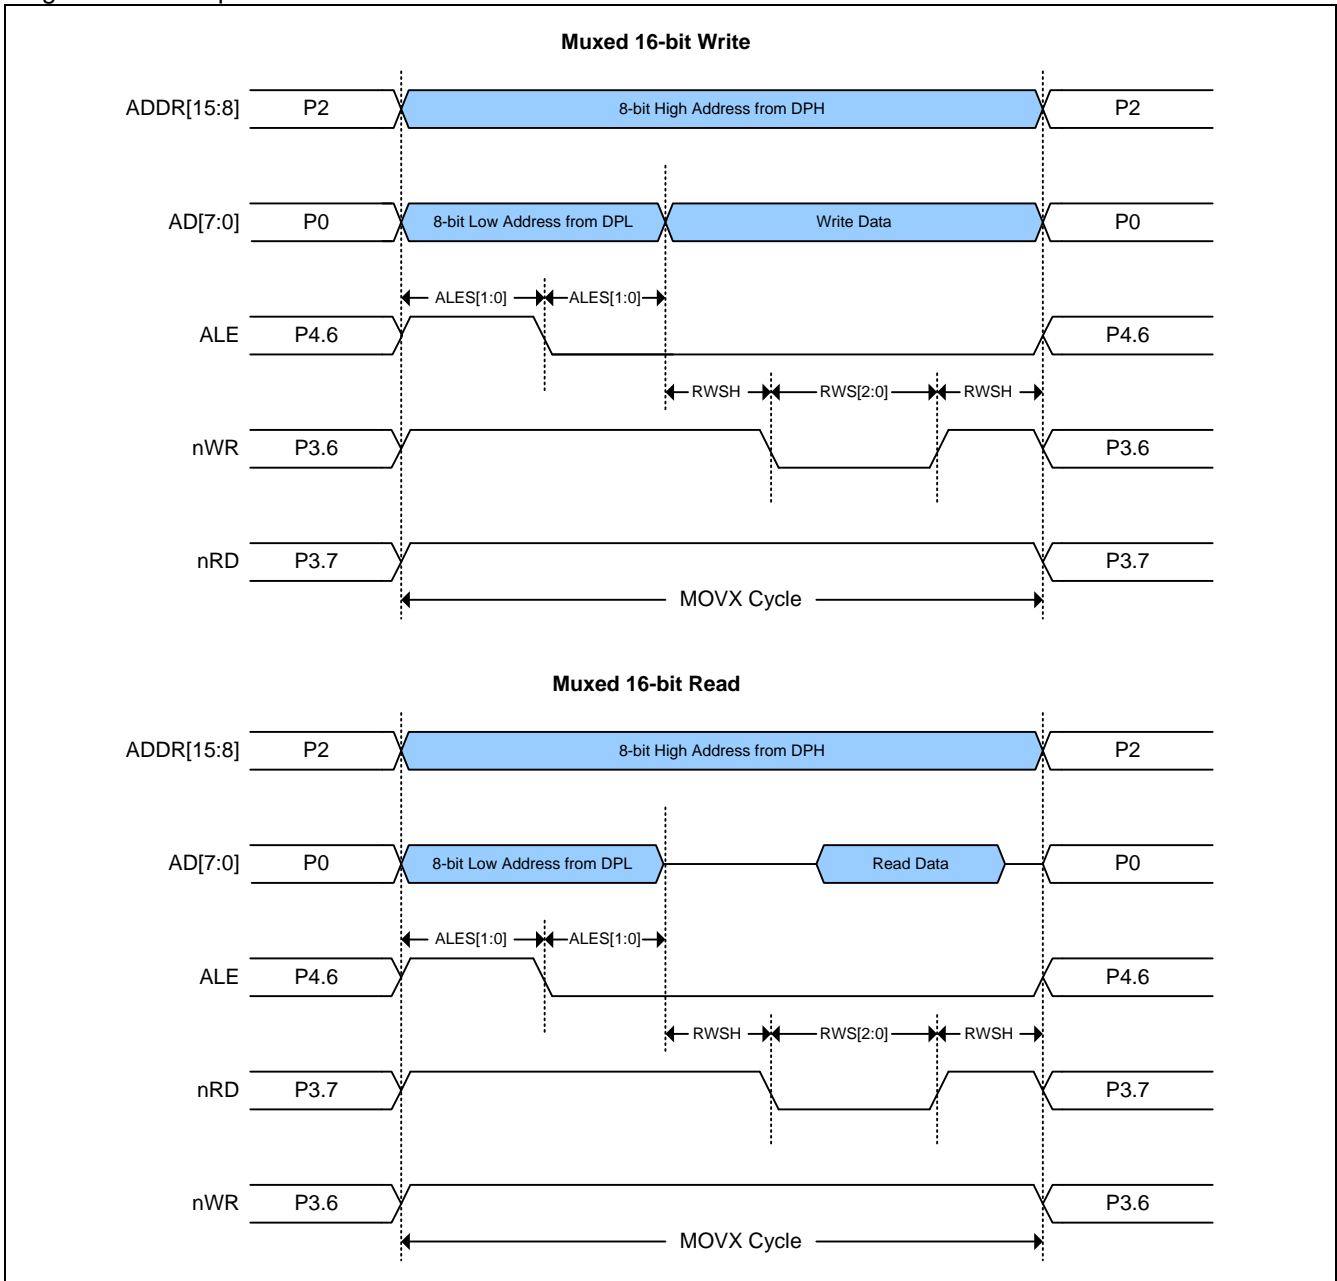 Muxed 16-bit Write
ADDR[15:8] P2 8-bit High Address from DPH P2
AD[7:0] P0 8-bit Low Address from DPL Write Data P0
ALES[1:0] ALES[1:0]
ALE P4.6 P4.6
RWSH RWS[2:0] RWSH
nWR P3.6 P3.6
nRD P3.7 P3.7
MOVX Cycle
Muxed 16-bit Read
ADDR[15:8] P2 8-bit High Address from DPH P2
AD[7:0] P0 8-bit Low Address from DPL Read Data P0
ALES[1:0] ALES[1:0]
ALE P4.6 P4.6
RWSH RWS[2:0] RWSH
nRD P3.7 P3.7
nWR P3.6 P3.6
MOVX Cycle